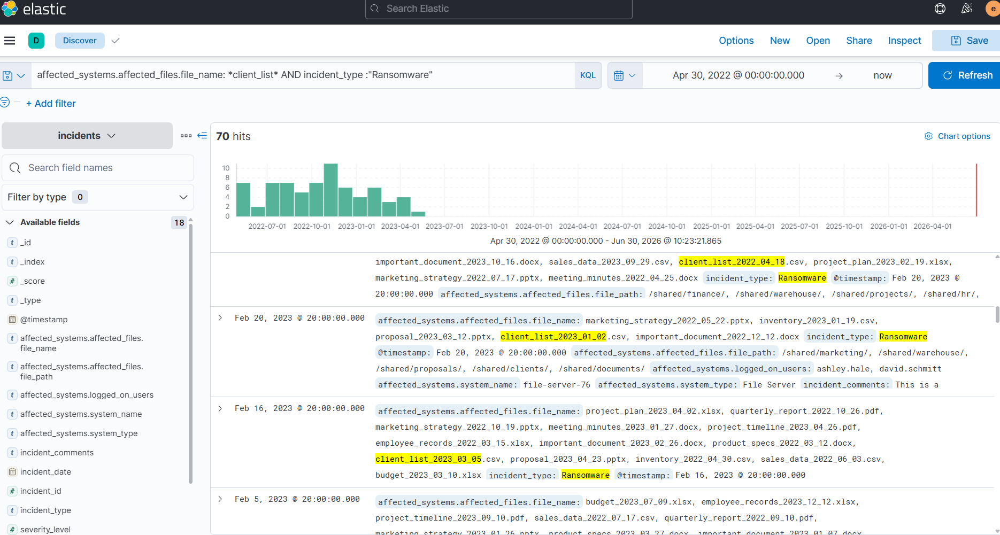 elastic
Search Elastic
e
D
Discover
Options
New
Open
Share
Inspect
Save
affected_systems.affected_files.file_name: *client_list* AND incident_type :"Ransomware"
KQL
Apr 30, 2022 @ 00:00:00.000
→
now
Refresh
+ Add filter
incidents
Search field names
Filter by type 0
Available fields 18
t _id
t _index
# _score
t _type
@timestamp
t affected_systems.affected_files.
file_name
t affected_systems.affected_files.
file_path
t affected_systems.logged_on_users
t affected_systems.system_name
t affected_systems.system_type
t incident_comments
incident_date
# incident_id
t incident_type
# severity_level
70 hits
Chart options
10
8
6
4
2
0
2022-07-01 2022-10-01 2023-01-01 2023-04-01 2023-07-01 2023-10-01 2024-01-01 2024-04-01 2024-07-01 2024-10-01 2025-01-01 2025-04-01 2025-07-01 2025-10-01 2026-01-01 2026-04-01
Apr 30, 2022 @ 00:00:00.000 - Jun 30, 2026 @ 10:23:21.865
important_document_2023_10_16.docx, sales_data_2023_09_29.csv, client_list_2022_04_18.csv, project_plan_2023_02_19.xlsx,
marketing_strategy_2022_07_17.pptx, meeting_minutes_2022_04_25.docx incident_type: Ransomware @timestamp: Feb 20, 2023 @
20:00:00.000 affected_systems.affected_files.file_path: /shared/finance/, /shared/warehouse/, /shared/projects/, /shared/hr/,
Feb 20, 2023 @ 20:00:00.000
affected_systems.affected_files.file_name: marketing_strategy_2022_05_22.pptx, inventory_2023_01_19.csv,
proposal_2023_03_12.pptx, client_list_2023_01_02.csv, important_document_2022_12_12.docx incident_type: Ransomware
@timestamp: Feb 20, 2023 @ 20:00:00.000 affected_systems.affected_files.file_path: /shared/marketing/, /shared/warehouse/,
/shared/proposals/, /shared/clients/, /shared/documents/ affected_systems.logged_on_users: ashley.hale, david.schmitt
affected_systems.system_name: file-server-76 affected_systems.system_type: File Server incident_comments: This is a
Feb 16, 2023 @ 20:00:00.000
affected_systems.affected_files.file_name: project_plan_2023_04_02.xlsx, quarterly_report_2022_10_26.pdf,
marketing_strategy_2022_10_19.pptx, meeting_minutes_2023_01_27.docx, project_timeline_2023_04_26.pdf,
employee_records_2022_03_15.xlsx, important_document_2023_02_26.docx, product_specs_2022_03_12.docx,
client_list_2023_03_05.csv, proposal_2023_04_23.pptx, inventory_2022_04_30.csv, sales_data_2022_06_03.csv,
budget_2023_03_10.xlsx incident_type: Ransomware @timestamp: Feb 16, 2023 @ 20:00:00.000
Feb 5, 2023 @ 20:00:00.000
affected_systems.affected_files.file_name: budget_2023_07_09.xlsx, employee_records_2023_12_12.xlsx,
project_timeline_2023_09_10.pdf, sales_data_2022_07_17.csv, quarterly_report_2022_09_10.pdf,
marketing_strategy_2023_01_26.pptx, product_specs_2023_03_27.docx, important_document_2023_01_07.docx,